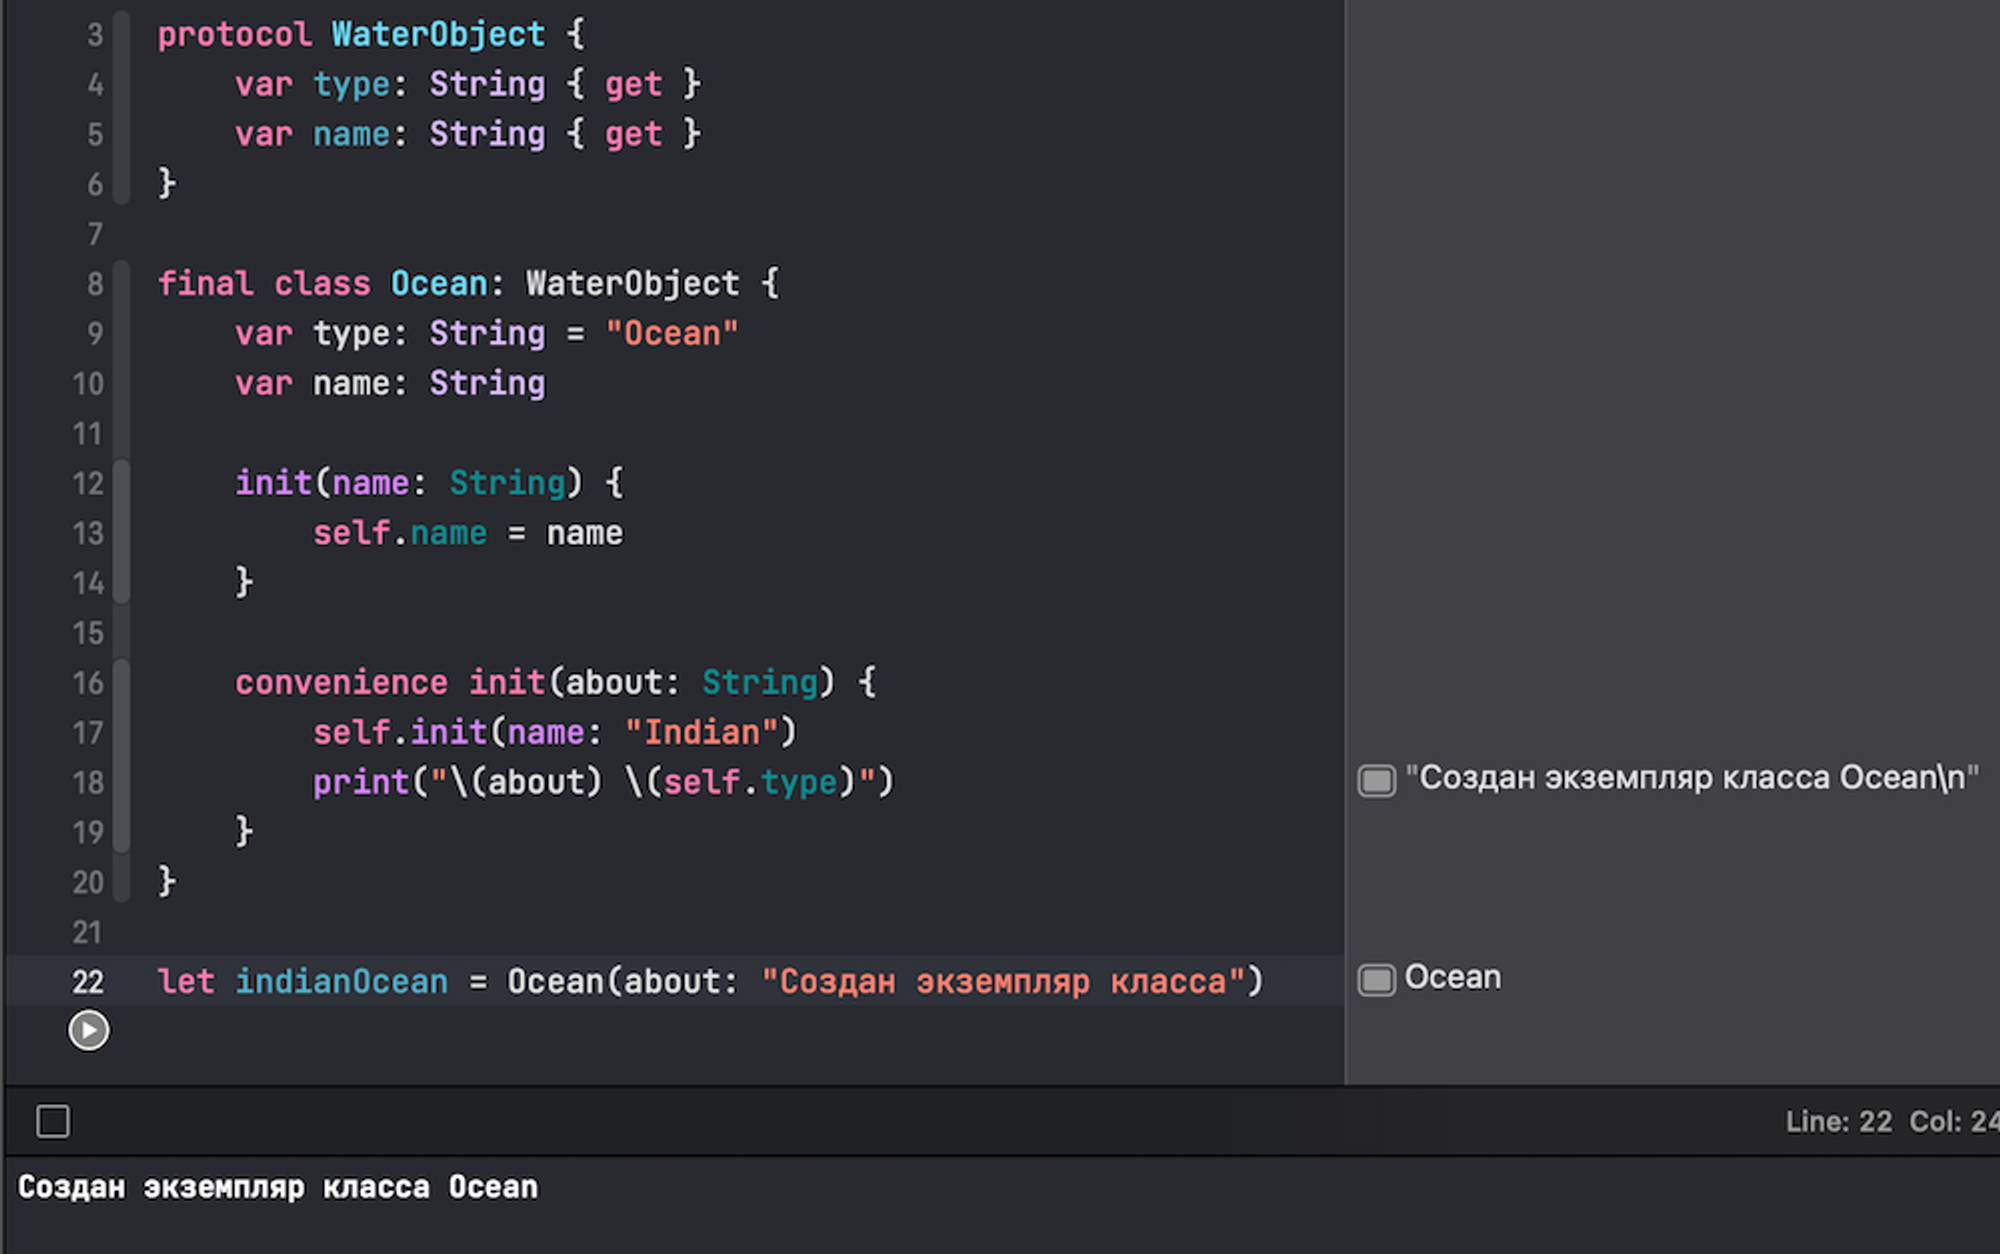 3 protocol WaterObject {
4 var type: String { get }
5 var name: String { get }
6 }
7
8 final class Ocean: WaterObject {
9 var type: String = "Ocean"
10 var name: String
11
12 init(name: String) {
13 self.name = name
14 }
15
16 convenience init(about: String) {
17 self.init(name: "Indian")
18 print("\(about) \(self.type)")
"Создан экземпляр класса Ocean\n"
19 }
20 }
21
22 let indianOcean = Ocean(about: "Создан экземпляр класса")
Ocean
Line: 22 Col: 24
Создан экземпляр класса Ocean